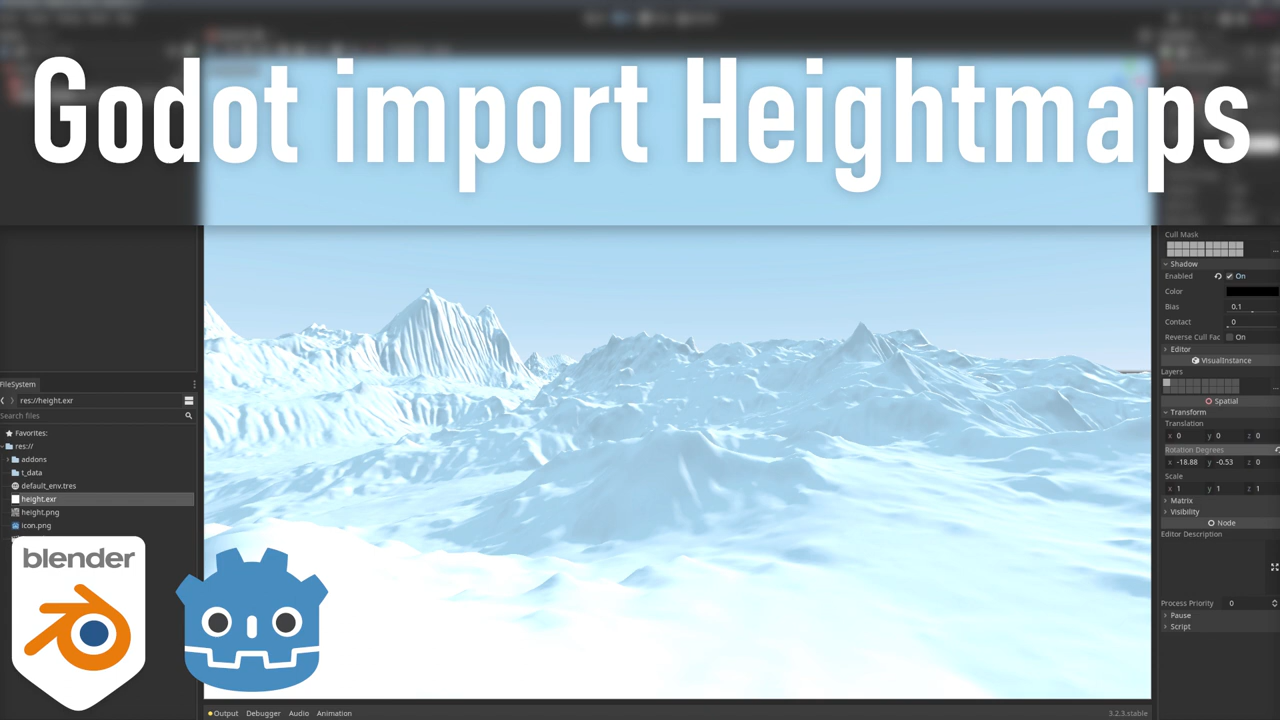 Godot import Heightmaps
Cull Mask
Shadow
Enabled On
Color
Bias 0.1
Contact 0
Reverse Cull Fac On
Editor
VisualInstance
Layers
Spatial
Transform
Translation
x 0 y 0 z 0
Rotation Degrees
x -18.88 y -0.53 z 0
Scale
x 1 y 1 z 1
Matrix
Visibility
Node
Editor Description
Process Priority 0
Pause
Script
FileSystem
res://height.exr
Search files
Favorites:
res://
addons
t_data
default_env.tres
height.exr
height.png
icon.png
blender
Output Debugger Audio Animation
3.2.3.stable